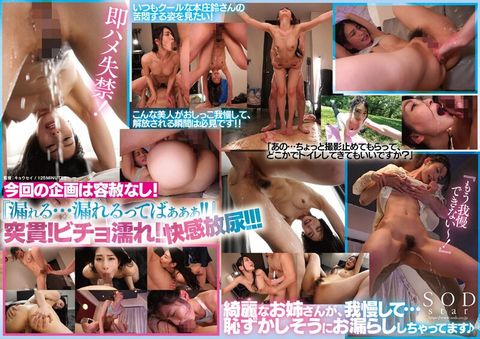 即ハメ失禁!
いつもクールな本庄鈴さんの
苦悶する姿を見たい!
こんな美人がおしっこ我慢して、
解放される瞬間は必見です!!
「あの…ちょっと撮影止めてもらって、
どこかでトイレしてきてもいいですか?」
監督:キョウセイ/125MINUTES
今回の企画は容赦なし!
『漏れる…漏れるってばぁぁぁ!!』
突貫!ビチョ濡れ!快感放尿!!!
『もう我慢
できない〜!』
綺麗なお姉さんが、我慢して…
恥ずかしそうにお漏らししちゃってます♪
SOD
star